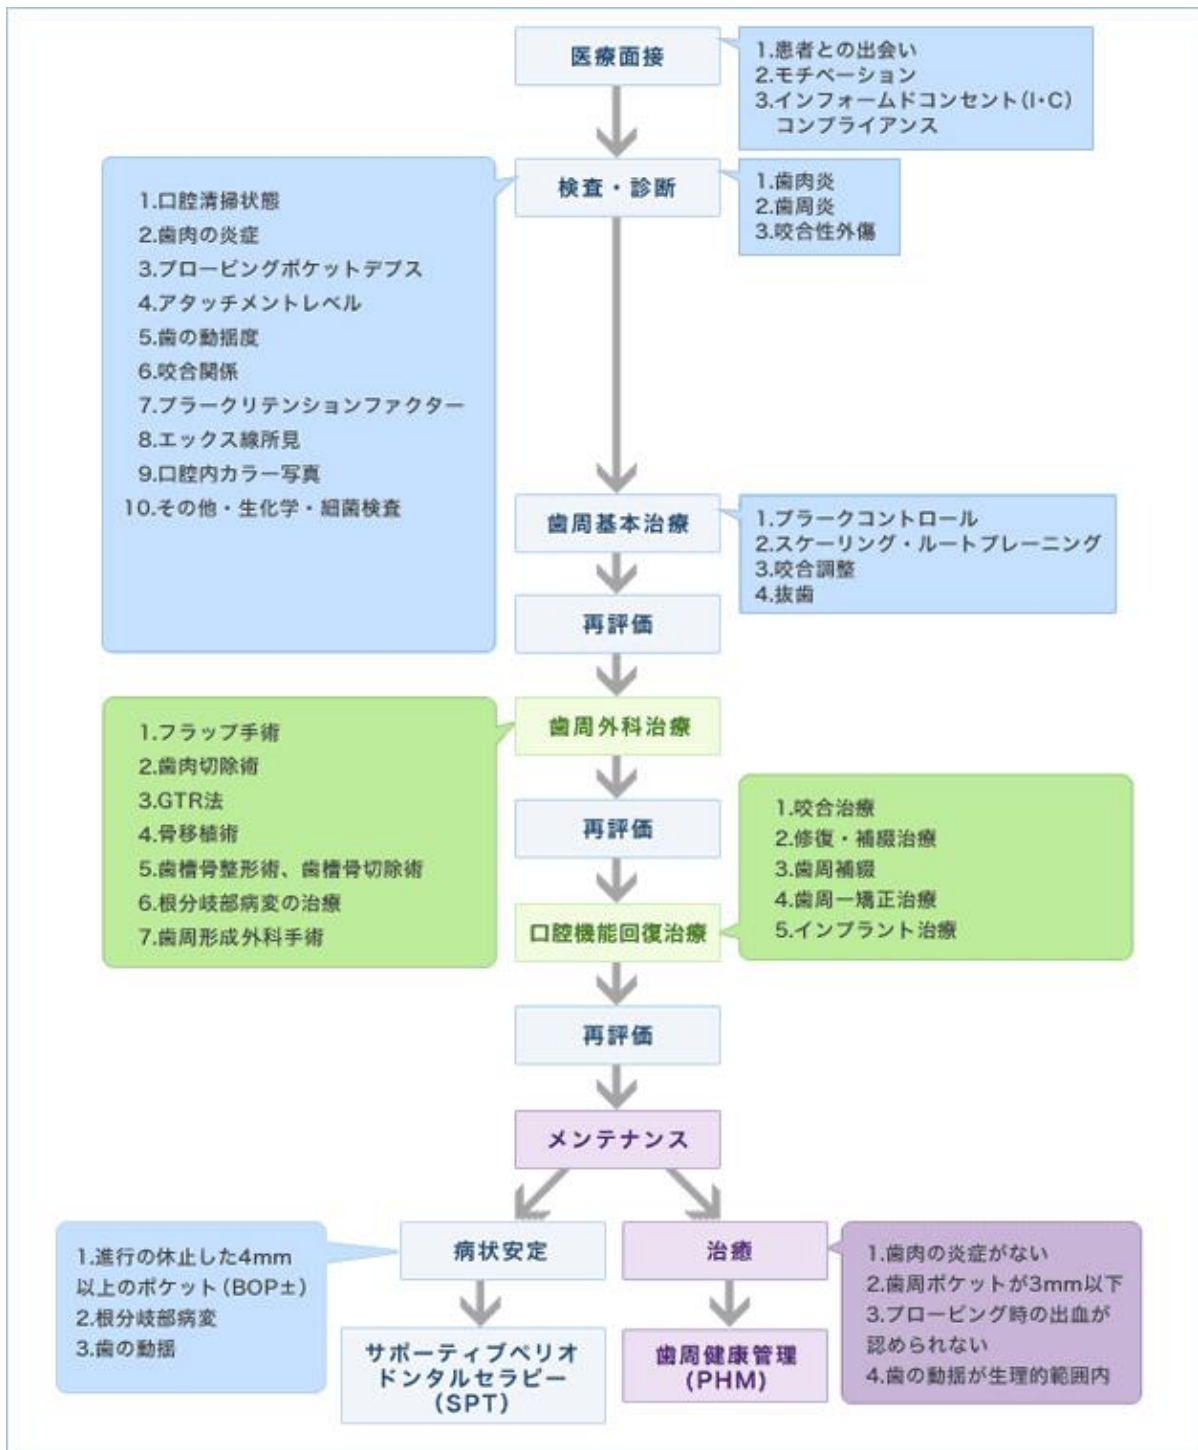 医療面接
1.患者との出会い
2.モチベーション
3.インフォームドコンセント(I・C)
コンプライアンス
検査・診断
1.口腔清掃状態
2.歯肉の炎症
3.プロービングポケットデプス
4.アタッチメントレベル
5.歯の動揺度
6.咬合関係
7.プラークリテンションファクター
8.エックス線所見
9.口腔内カラー写真
10.その他・生化学・細菌検査
1.歯肉炎
2.歯周炎
3.咬合性外傷
歯周基本治療
1.プラークコントロール
2.スケーリング・ルートプレーニング
3.咬合調整
4.抜歯
再評価
歯周外科治療
1.フラップ手術
2.歯肉切除術
3.GTR法
4.骨移植術
5.歯槽骨整形術、歯槽骨切除術
6.根分岐部病変の治療
7.歯周形成外科手術
再評価
口腔機能回復治療
1.咬合治療
2.修復・補綴治療
3.歯周補綴
4.歯周一矯正治療
5.インプラント治療
再評価
メンテナンス
病状安定
1.進行の休止した4mm
以上のポケット(BOP±)
2.根分岐部病変
3.歯の動揺
サポーティブペリオ
ドンタルセラピー
(SPT)
治癒
1.歯肉の炎症がない
2.歯周ポケットが3mm以下
3.プロービング時の出血が
認められない
4.歯の動揺が生理的範囲内
歯周健康管理
(PHM)